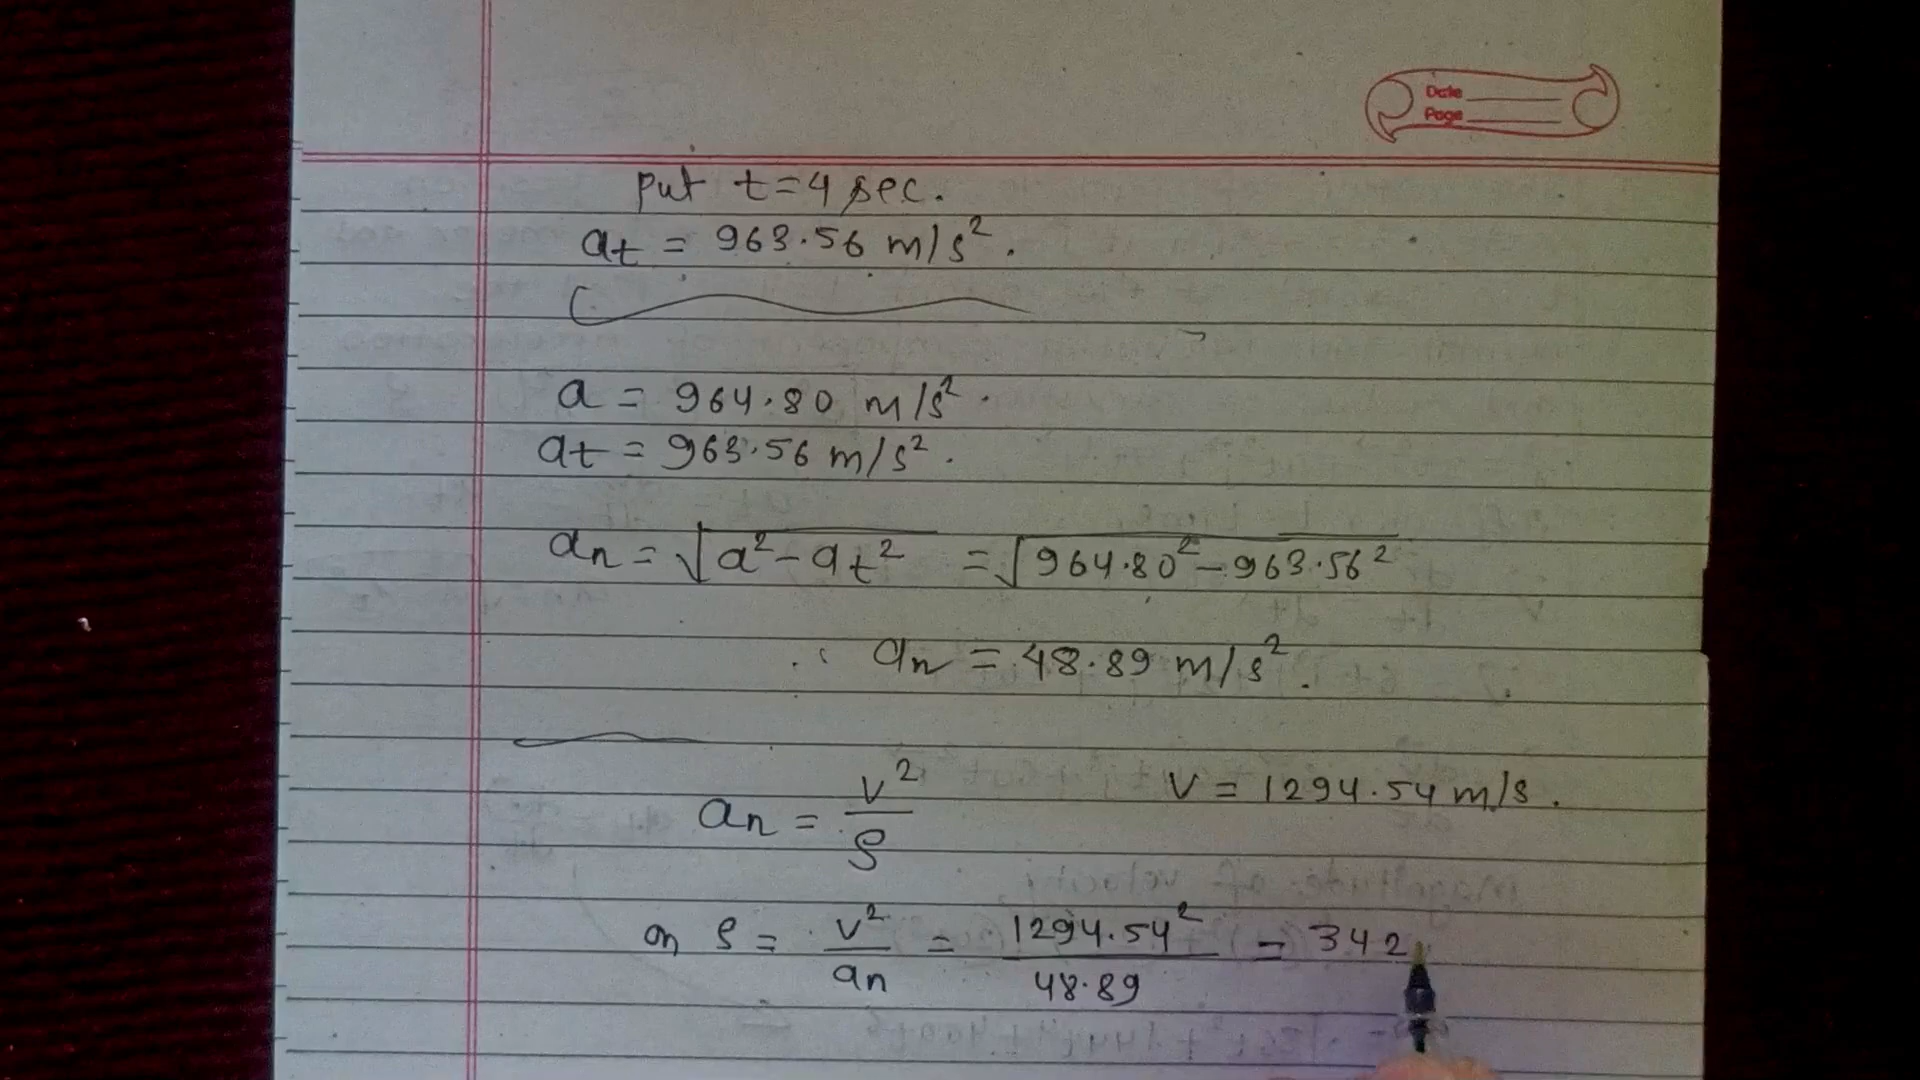 Date
Page
Put t=4 sec.
at = 963.56 m/s².
a = 964.80 m/s².
at = 963.56 m/s².
an = √a²-at² = √964.80²-963.56²
∴ an = 48.89 m/s².
an = v²/ρ V = 1294.54 m/s.
or ρ = v²/an = 1294.54²/48.89 = 342